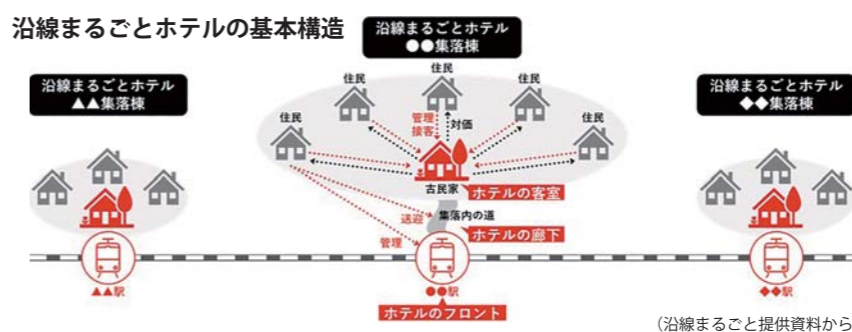 沿線まるごとホテルの基本構造
沿線まるごとホテル
●●集落棟
沿線まるごとホテル
▲▲集落棟
沿線まるごとホテル
◆◆集落棟
住民
住民
住民
住民
住民
管理
接客
対価
古民家
ホテルの客室
送迎
集落内の道
管理
ホテルの廊下
▲▲駅
●●駅
◆◆駅
ホテルのフロント
(沿線まるごと提供資料から